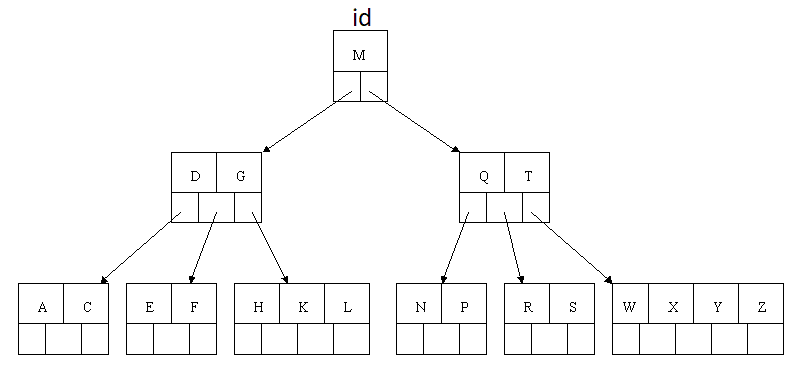 id
M
D G
Q T
A C
E F
H K L
N P
R S
W X Y Z